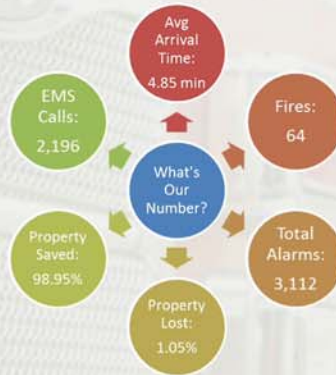 Avg
Arrival
Time:
4.85 min
EMS
Calls:
2,196
Fires:
64
What's
Our
Number?
Property
Saved:
98.95%
Total
Alarms:
3,112
Property
Lost:
1.05%